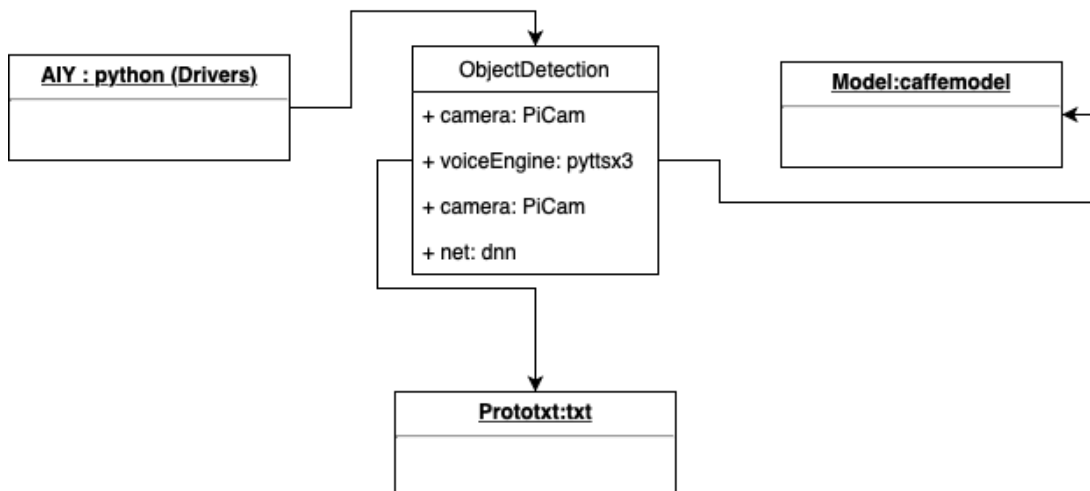 AIY : python (Drivers)
ObjectDetection
+ camera: PiCam
+ voiceEngine: pyttsx3
+ camera: PiCam
+ net: dnn
Model:caffemodel
Prototxt:txt